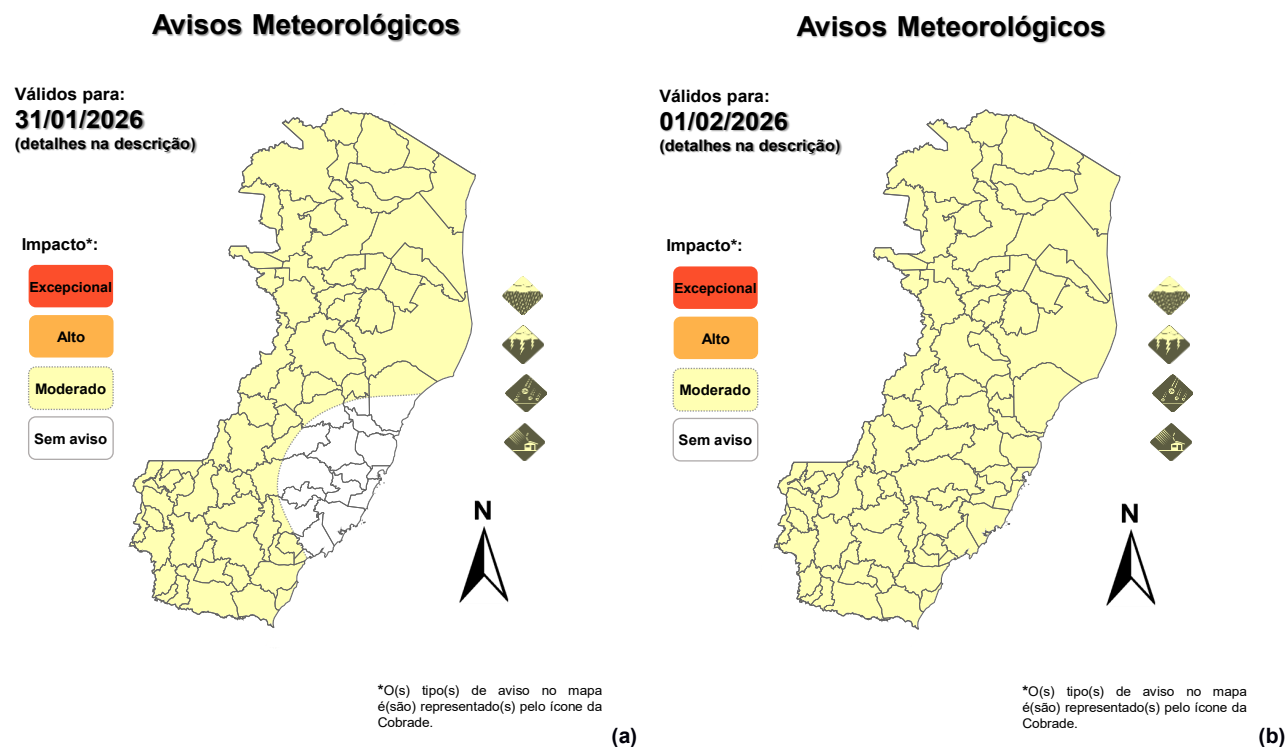 Avisos Meteorológicos
Válidos para:
31/01/2026
(detalhes na descrição)
Impacto*:
Excepcional
Alto
Moderado
Sem aviso
N
*O(s) tipo(s) de aviso no mapa
é(são) representado(s) pelo ícone da
Cobrade.
(a)
Avisos Meteorológicos
Válidos para:
01/02/2026
(detalhes na descrição)
Impacto*:
Excepcional
Alto
Moderado
Sem aviso
N
*O(s) tipo(s) de aviso no mapa
é(são) representado(s) pelo ícone da
Cobrade.
(b)